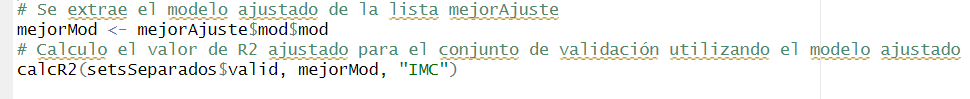 # Se extrae el modelo ajustado de la lista mejorAjuste
mejorMod <- mejorAjuste$mod$mod
# Calculo el valor de R2 ajustado para el conjunto de validación utilizando el modelo ajustado
calcR2(setsSeparados$valid, mejorMod, "IMC")